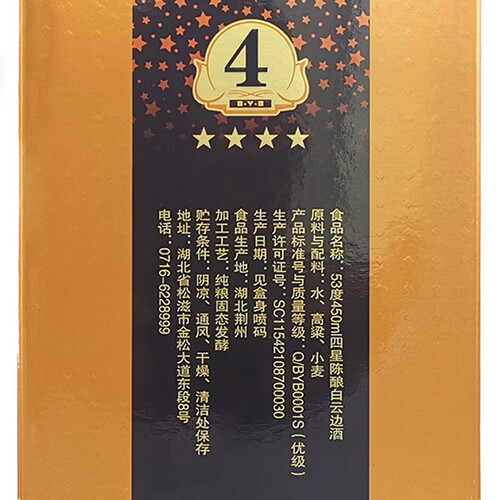 4
B·Y·B
食品名称：53度450ml四星陈酿白云边酒
原料与配料：水、高粱、小麦
产品标准号与质量等级：Q/BYB0001S（优级）
生产许可证号：SC11542108700030
生产日期：见盒身喷码
食品生产地：湖北荆州
加工工艺：纯粮固态发酵
贮存条件：阴凉、通风、干燥、清洁处保存
地址：湖北省松滋市金松大道东段8号
电话：0716-6228999